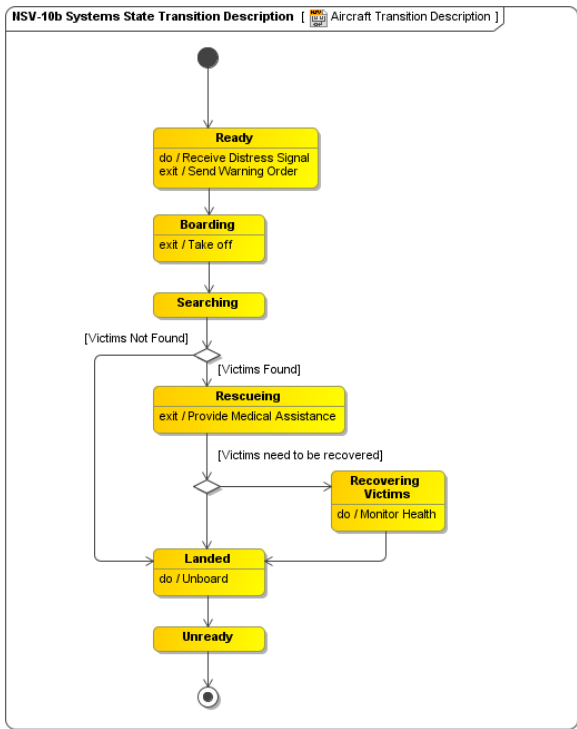 NSV-10b Systems State Transition Description [ NSV Aircraft Transition Description ]
Ready
do / Receive Distress Signal
exit / Send Warning Order
Boarding
exit / Take off
Searching
[Victims Not Found]
[Victims Found]
Rescueing
exit / Provide Medical Assistance
[Victims need to be recovered]
Recovering
Victims
do / Monitor Health
Landed
do / Unboard
Unready